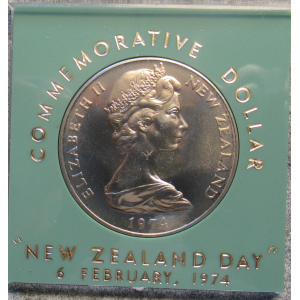 COMMEMORATIVE DOLLAR
ELIZABETH II NEW ZEALAND
1974
"NEW ZEALAND DAY"
6 FEBRUARY, 1974